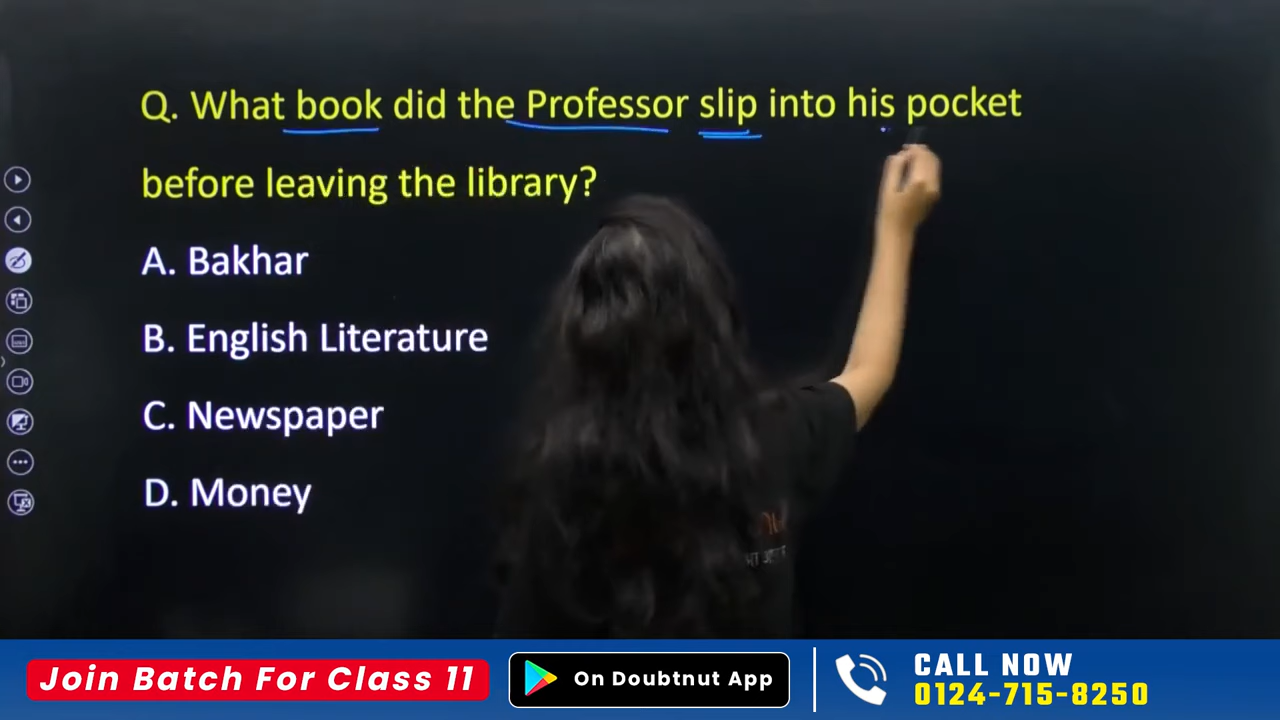 Q. What book did the Professor slip into his pocket
before leaving the library?
A. Bakhar
B. English Literature
C. Newspaper
D. Money
Join Batch For Class 11
On Doubtnut App
CALL NOW
0124-715-8250